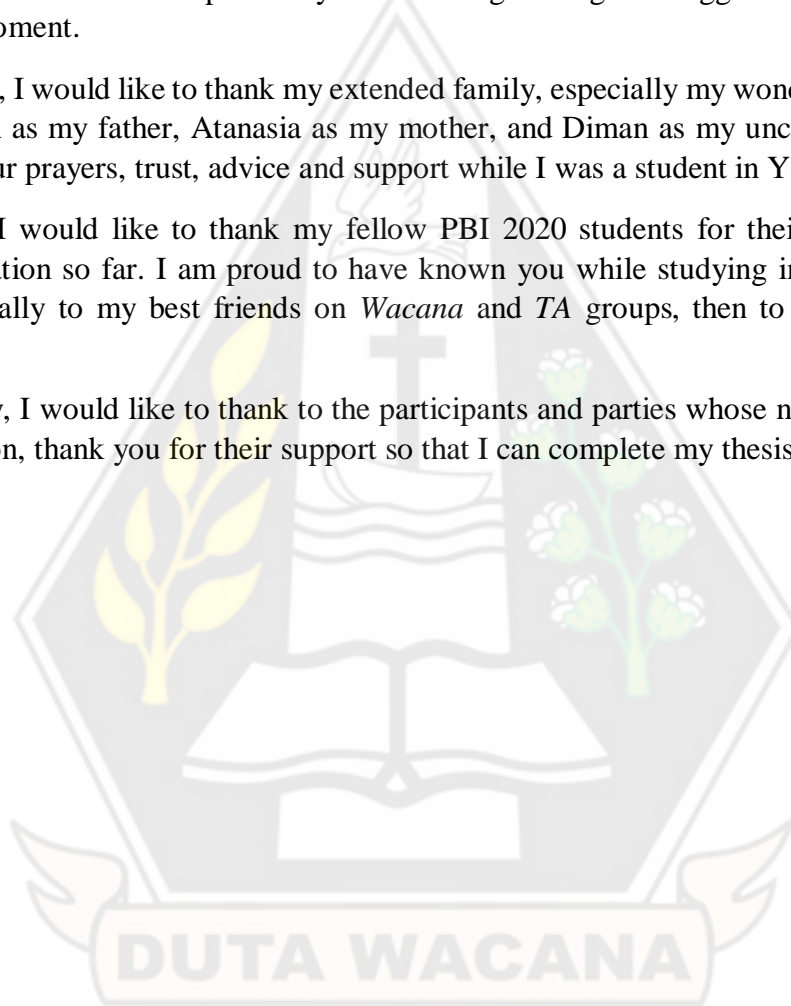 oment.
, I would like to thank my extended family, especially my wond
as my father, Atanasia as my mother, and Diman as my unc
ur prayers, trust, advice and support while I was a student in Y
I would like to thank my fellow PBI 2020 students for thei
ation so far. I am proud to have known you while studying in
ally to my best friends on Wacana and TA groups, then to
, I would like to thank to the participants and parties whose n
on, thank you for their support so that I can complete my thesis
DUTA WACANA